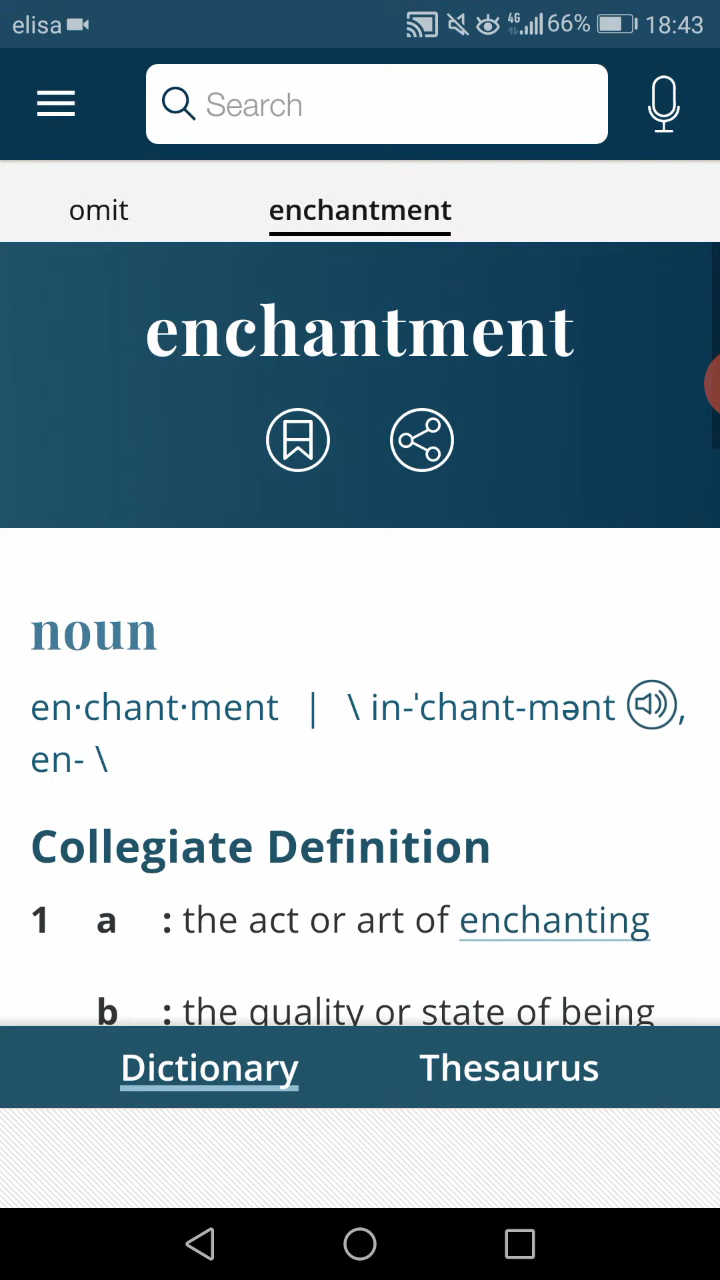 elisa 4G 66% 18:43
Search
omit enchantment
enchantment
noun
en·chant·ment | \ in-ˈchant-mənt ,
en- \
Collegiate Definition
1 a : the act or art of enchanting
b : the quality or state of being
Dictionary Thesaurus